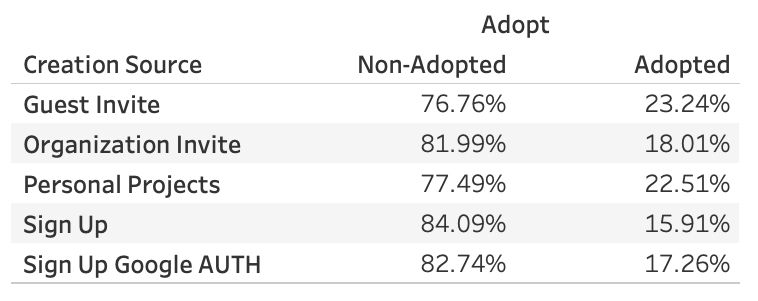 Adopt
Creation Source Non-Adopted Adopted
Guest Invite 76.76% 23.24%
Organization Invite 81.99% 18.01%
Personal Projects 77.49% 22.51%
Sign Up 84.09% 15.91%
Sign Up Google AUTH 82.74% 17.26%